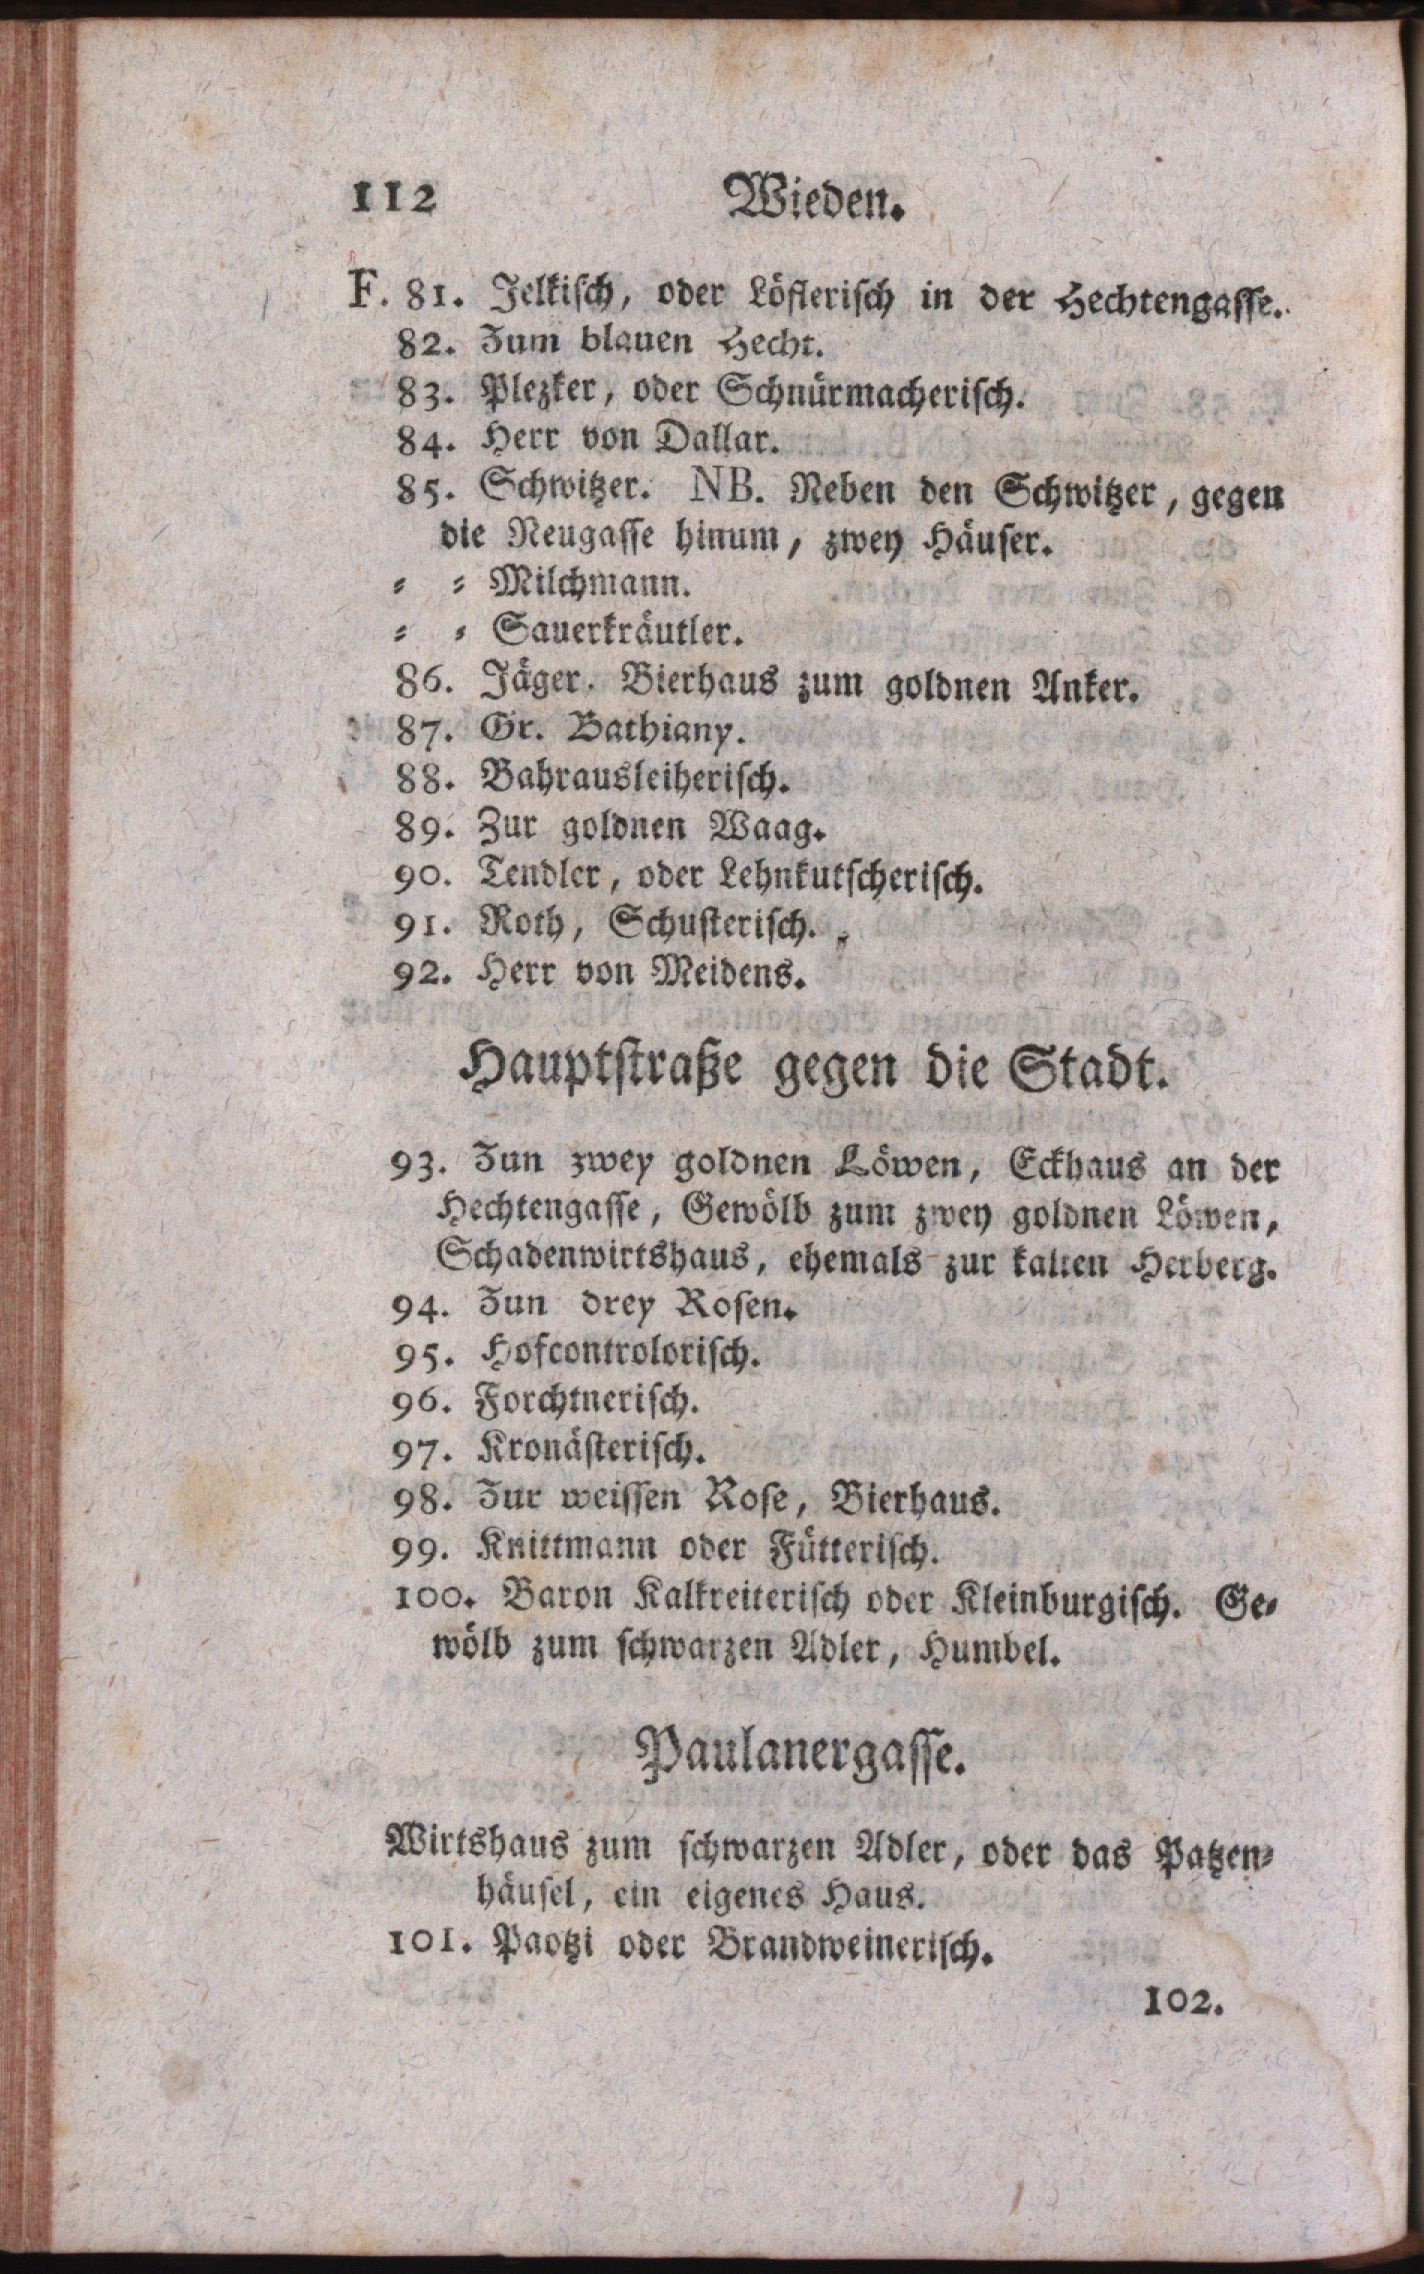 112 Wieden.
F. 81. Jelkisch, oder Löflerisch in der Hechtengasse.
82. Zum blauen Hecht.
83. Plezker, oder Schnürmacherisch.
84. Herr von Dallar.
85. Schwitzer. NB. Neben den Schwitzer, gegen
die Neugasse hinum, zwey Häuser.
⸗ ⸗ Milchmann.
⸗ ⸗ Sauerkräutler.
86. Jäger. Bierhaus zum goldnen Anker.
87. Gr. Bathiany.
88. Bahrausleiherisch.
89. Zur goldnen Waag.
90. Tendler, oder Lehnkutscherisch.
91. Roth, Schusterisch.
92. Herr von Meidens.
Hauptstraße gegen die Stadt.
93. Zun zwey goldnen Löwen, Eckhaus an der
Hechtengasse, Gewölb zum zwey goldnen Löwen,
Schadenwirtshaus, ehemals zur kalten Herberg.
94. Zun drey Rosen.
95. Hofcontrolorisch.
96. Forchtnerisch.
97. Kronästerisch.
98. Zur weissen Rose, Bierhaus.
99. Knittmann oder Fütterisch.
100. Baron Kalkreiterisch oder Kleinburgisch. Ge⸗
wölb zum schwarzen Adler, Humbel.
Paulanergasse.
Wirtshaus zum schwarzen Adler, oder das Patzen⸗
häusel, ein eigenes Haus.
101. Paotzi oder Brandweinerisch.
102.